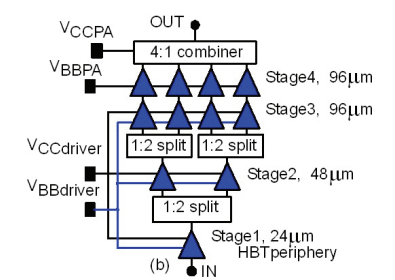 OUT
VCCPA
4:1 combiner
VBBPA
Stage4, 96μm
Stage3, 96μm
1:2 split 1:2 split
VCCdriver
Stage2, 48μm
VBBdriver
1:2 split
Stage1, 24μm
HBTperiphery
(b) IN